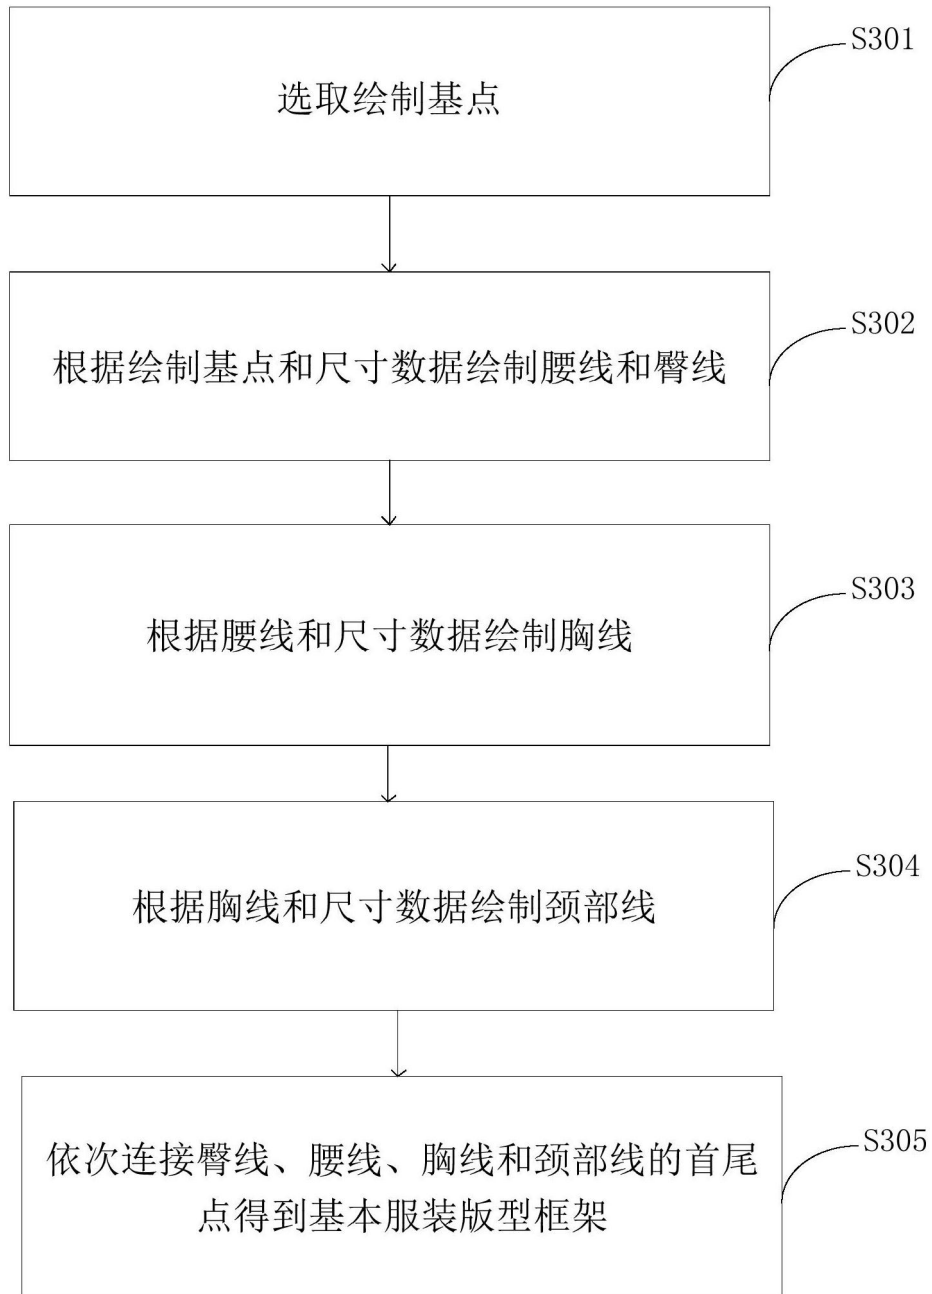 S301
选取绘制基点
S302
根据绘制基点和尺寸数据绘制腰线和臀线
S303
根据腰线和尺寸数据绘制胸线
S304
根据胸线和尺寸数据绘制颈部线
S305
依次连接臀线、腰线、胸线和颈部线的首尾
点得到基本服装版型框架